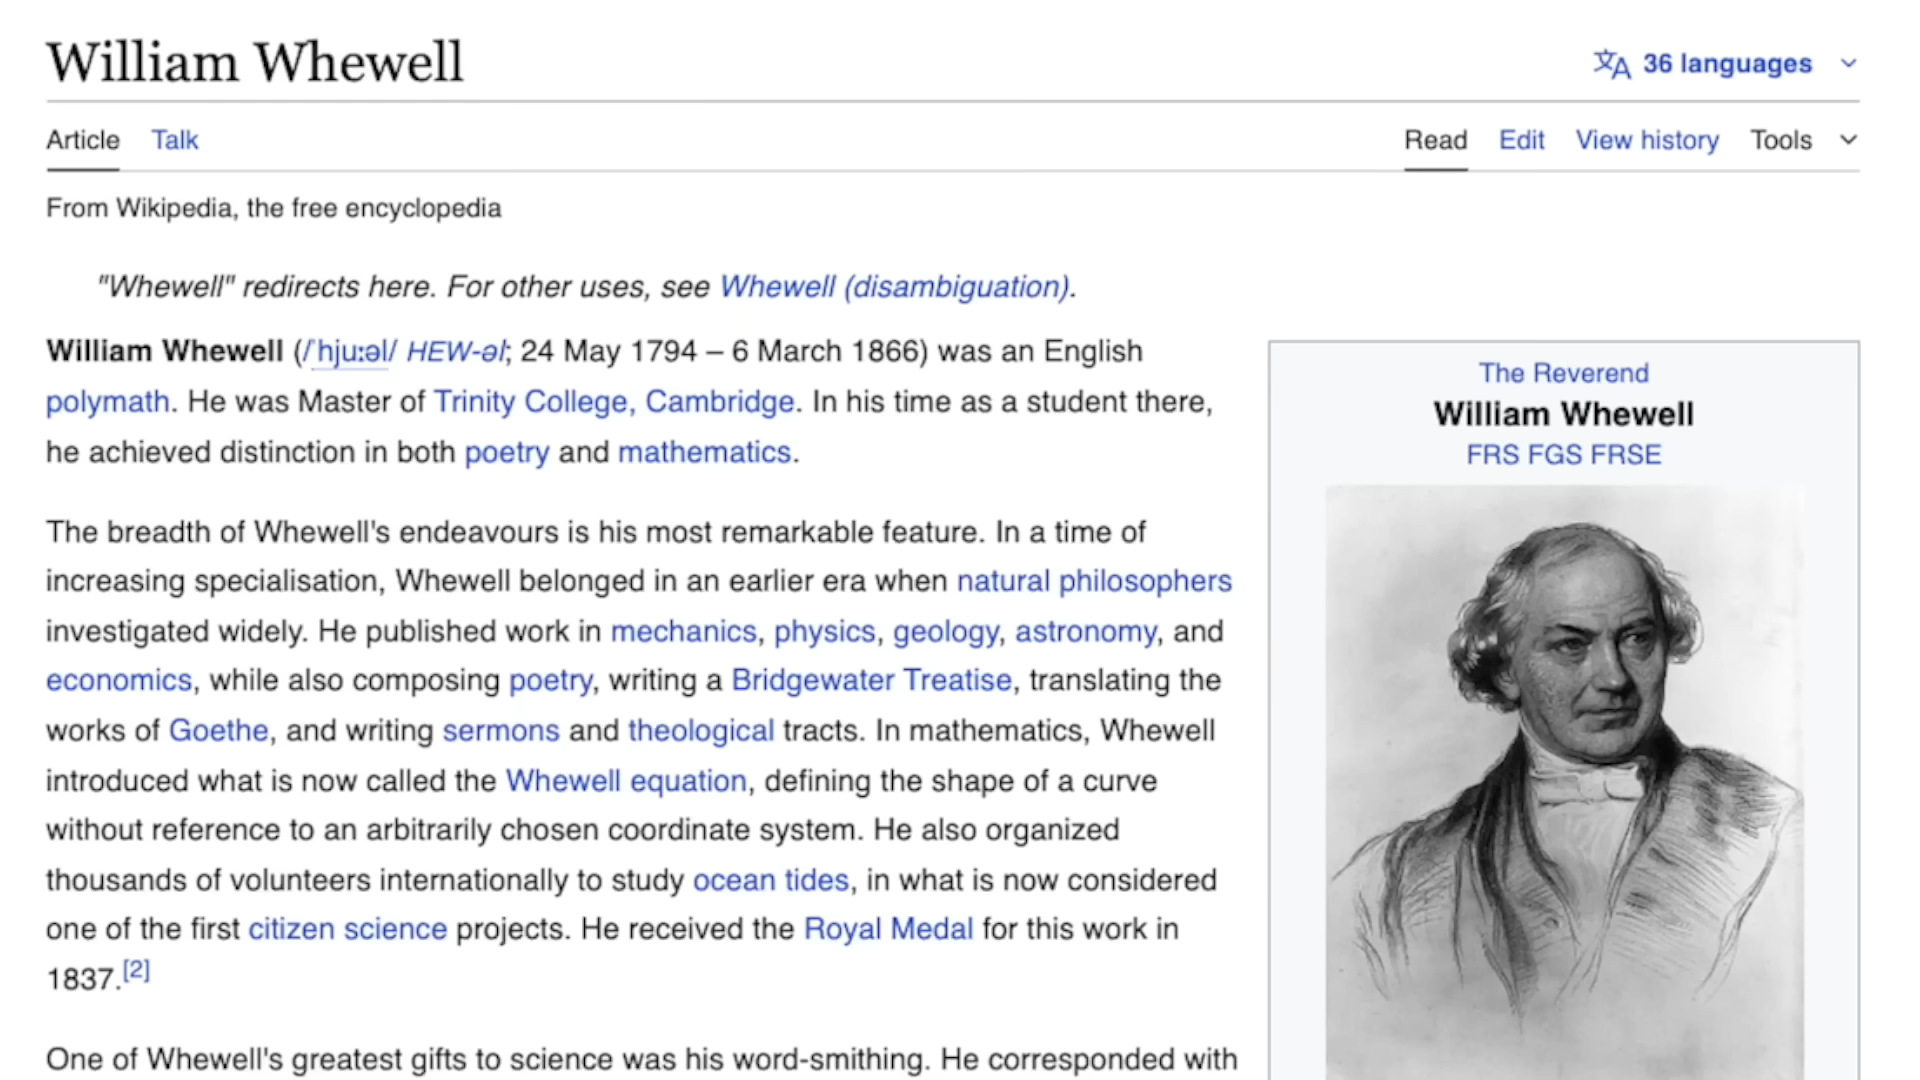 William Whewell
36 languages
Article Talk
Read Edit View history Tools
From Wikipedia, the free encyclopedia
"Whewell" redirects here. For other uses, see Whewell (disambiguation).
William Whewell (/ˈhjuːəl/ HEW-əl; 24 May 1794 – 6 March 1866) was an English
polymath. He was Master of Trinity College, Cambridge. In his time as a student there,
he achieved distinction in both poetry and mathematics.
The breadth of Whewell's endeavours is his most remarkable feature. In a time of
increasing specialisation, Whewell belonged in an earlier era when natural philosophers
investigated widely. He published work in mechanics, physics, geology, astronomy, and
economics, while also composing poetry, writing a Bridgewater Treatise, translating the
works of Goethe, and writing sermons and theological tracts. In mathematics, Whewell
introduced what is now called the Whewell equation, defining the shape of a curve
without reference to an arbitrarily chosen coordinate system. He also organized
thousands of volunteers internationally to study ocean tides, in what is now considered
one of the first citizen science projects. He received the Royal Medal for this work in
1837.[2]
One of Whewell's greatest gifts to science was his word-smithing. He corresponded with
The Reverend
William Whewell
FRS FGS FRSE